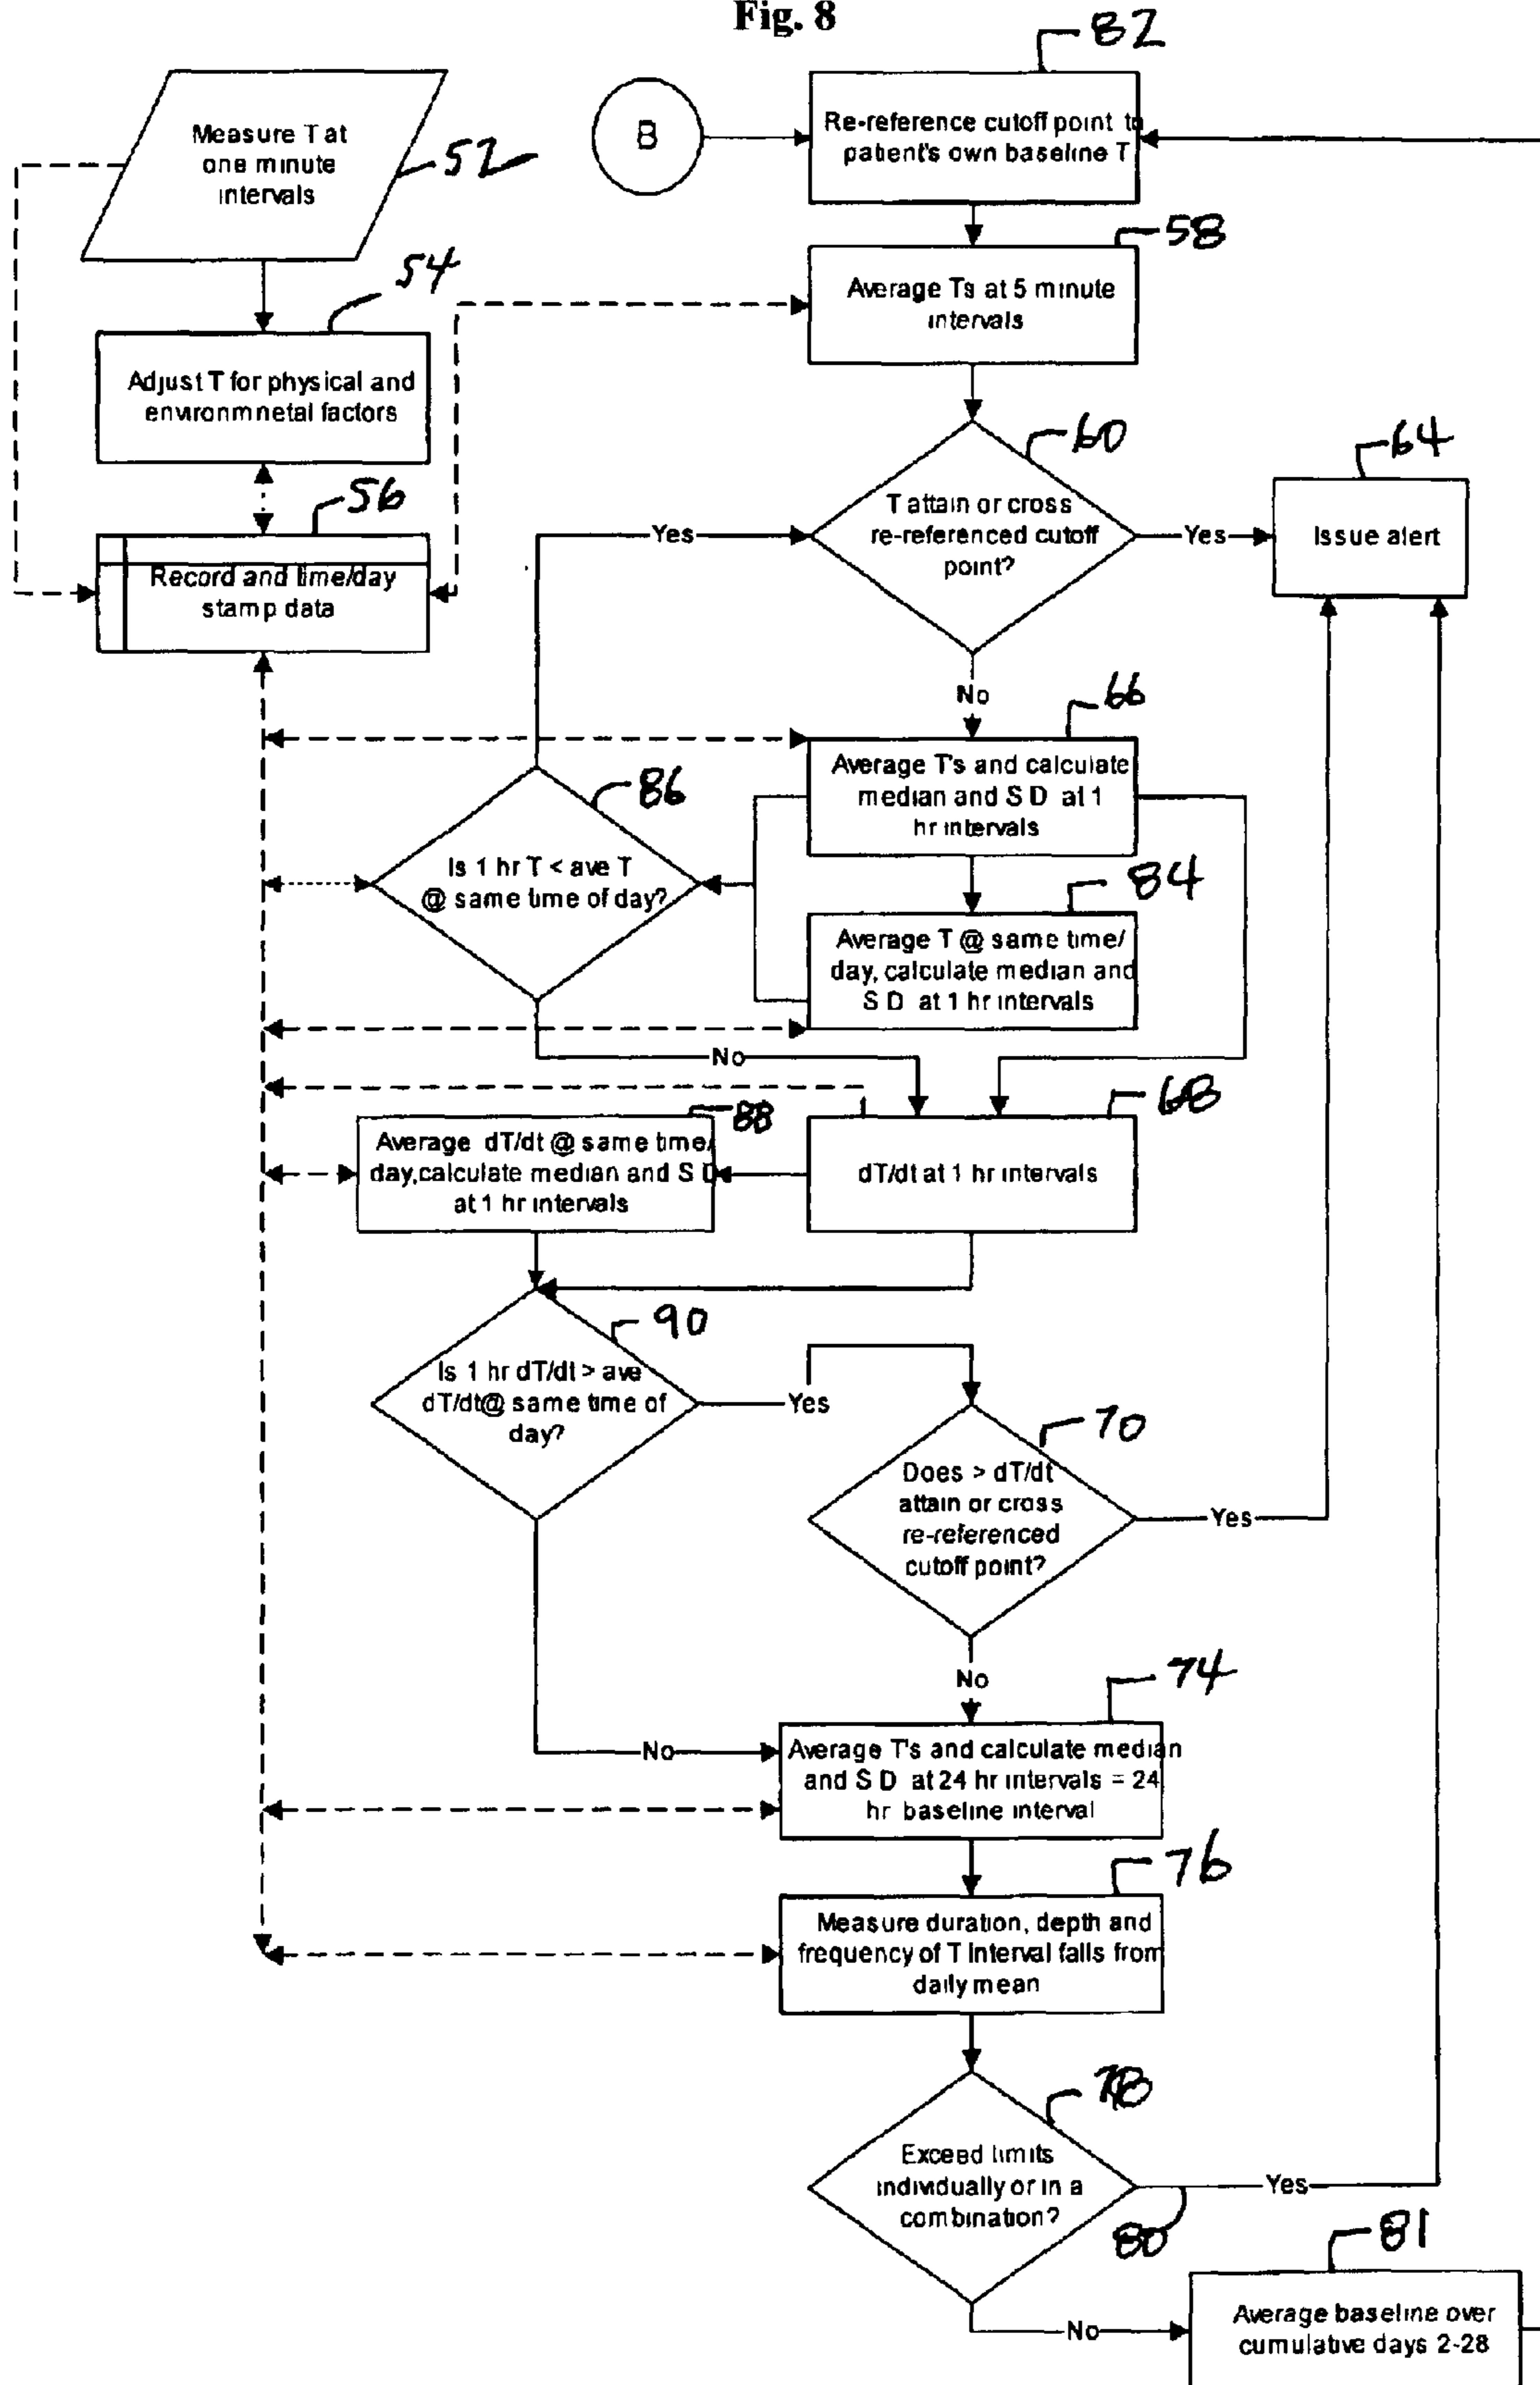 Fig. 8
82
Measure T at
one minute
intervals
52
B
Re-reference cutoff point to
patient's own baseline T
58
54
Average Ts at 5 minute
intervals
Adjust T for physical and
environmnetal factors
60
64
56
T attain or cross
re-referenced cutoff
point?
Yes
Yes
Issue alert
Record and time/day
stamp data
No
66
Average T's and calculate
median and S D at 1
hr intervals
86
Is 1 hr T < ave T
@ same time of day?
84
Average T @ same time/
day, calculate median and
S D at 1 hr intervals
No
68
88
Average dT/dt @ same time/
day,calculate median and S D
at 1 hr intervals
dT/dt at 1 hr intervals
90
Is 1 hr dT/dt > ave
dT/dt@ same time of
day?
Yes
70
Does > dT/dt
attain or cross
re-referenced
cutoff point?
Yes
No
74
No
Average T's and calculate median
and S D at 24 hr intervals = 24
hr baseline interval
76
Measure duration, depth and
frequency of T interval falls from
daily mean
78
Exceed limits
individually or in a
combination?
Yes
80
81
No
Average baseline over
cumulative days 2-28